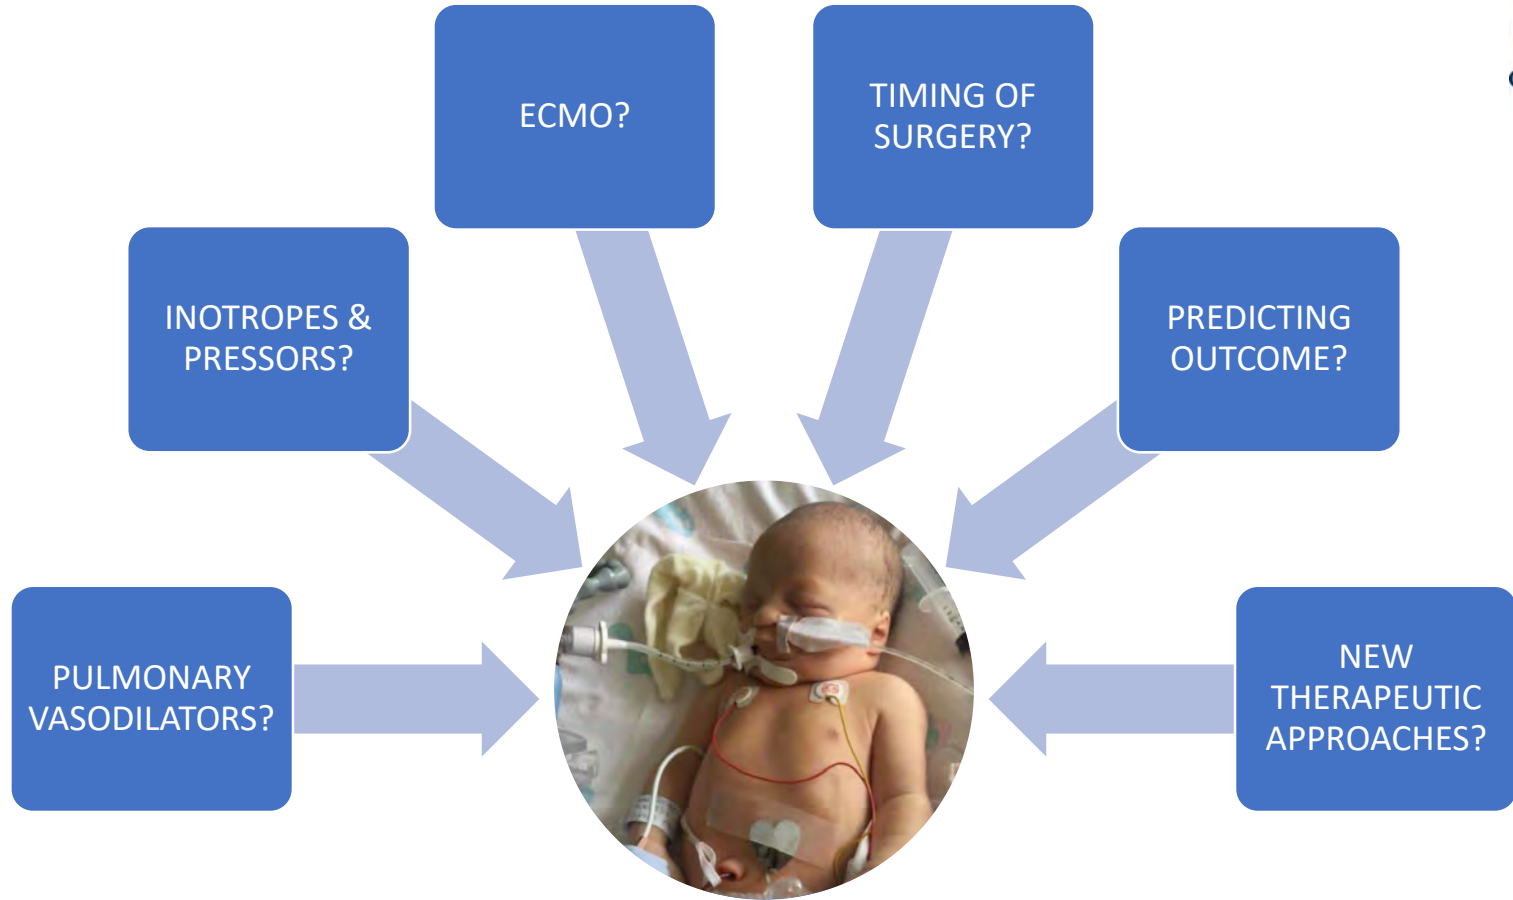 ECMO?
TIMING OF
SURGERY?
INOTROPES &
PRESSORS?
PREDICTING
OUTCOME?
PULMONARY
VASODILATORS?
NEW
THERAPEUTIC
APPROACHES?